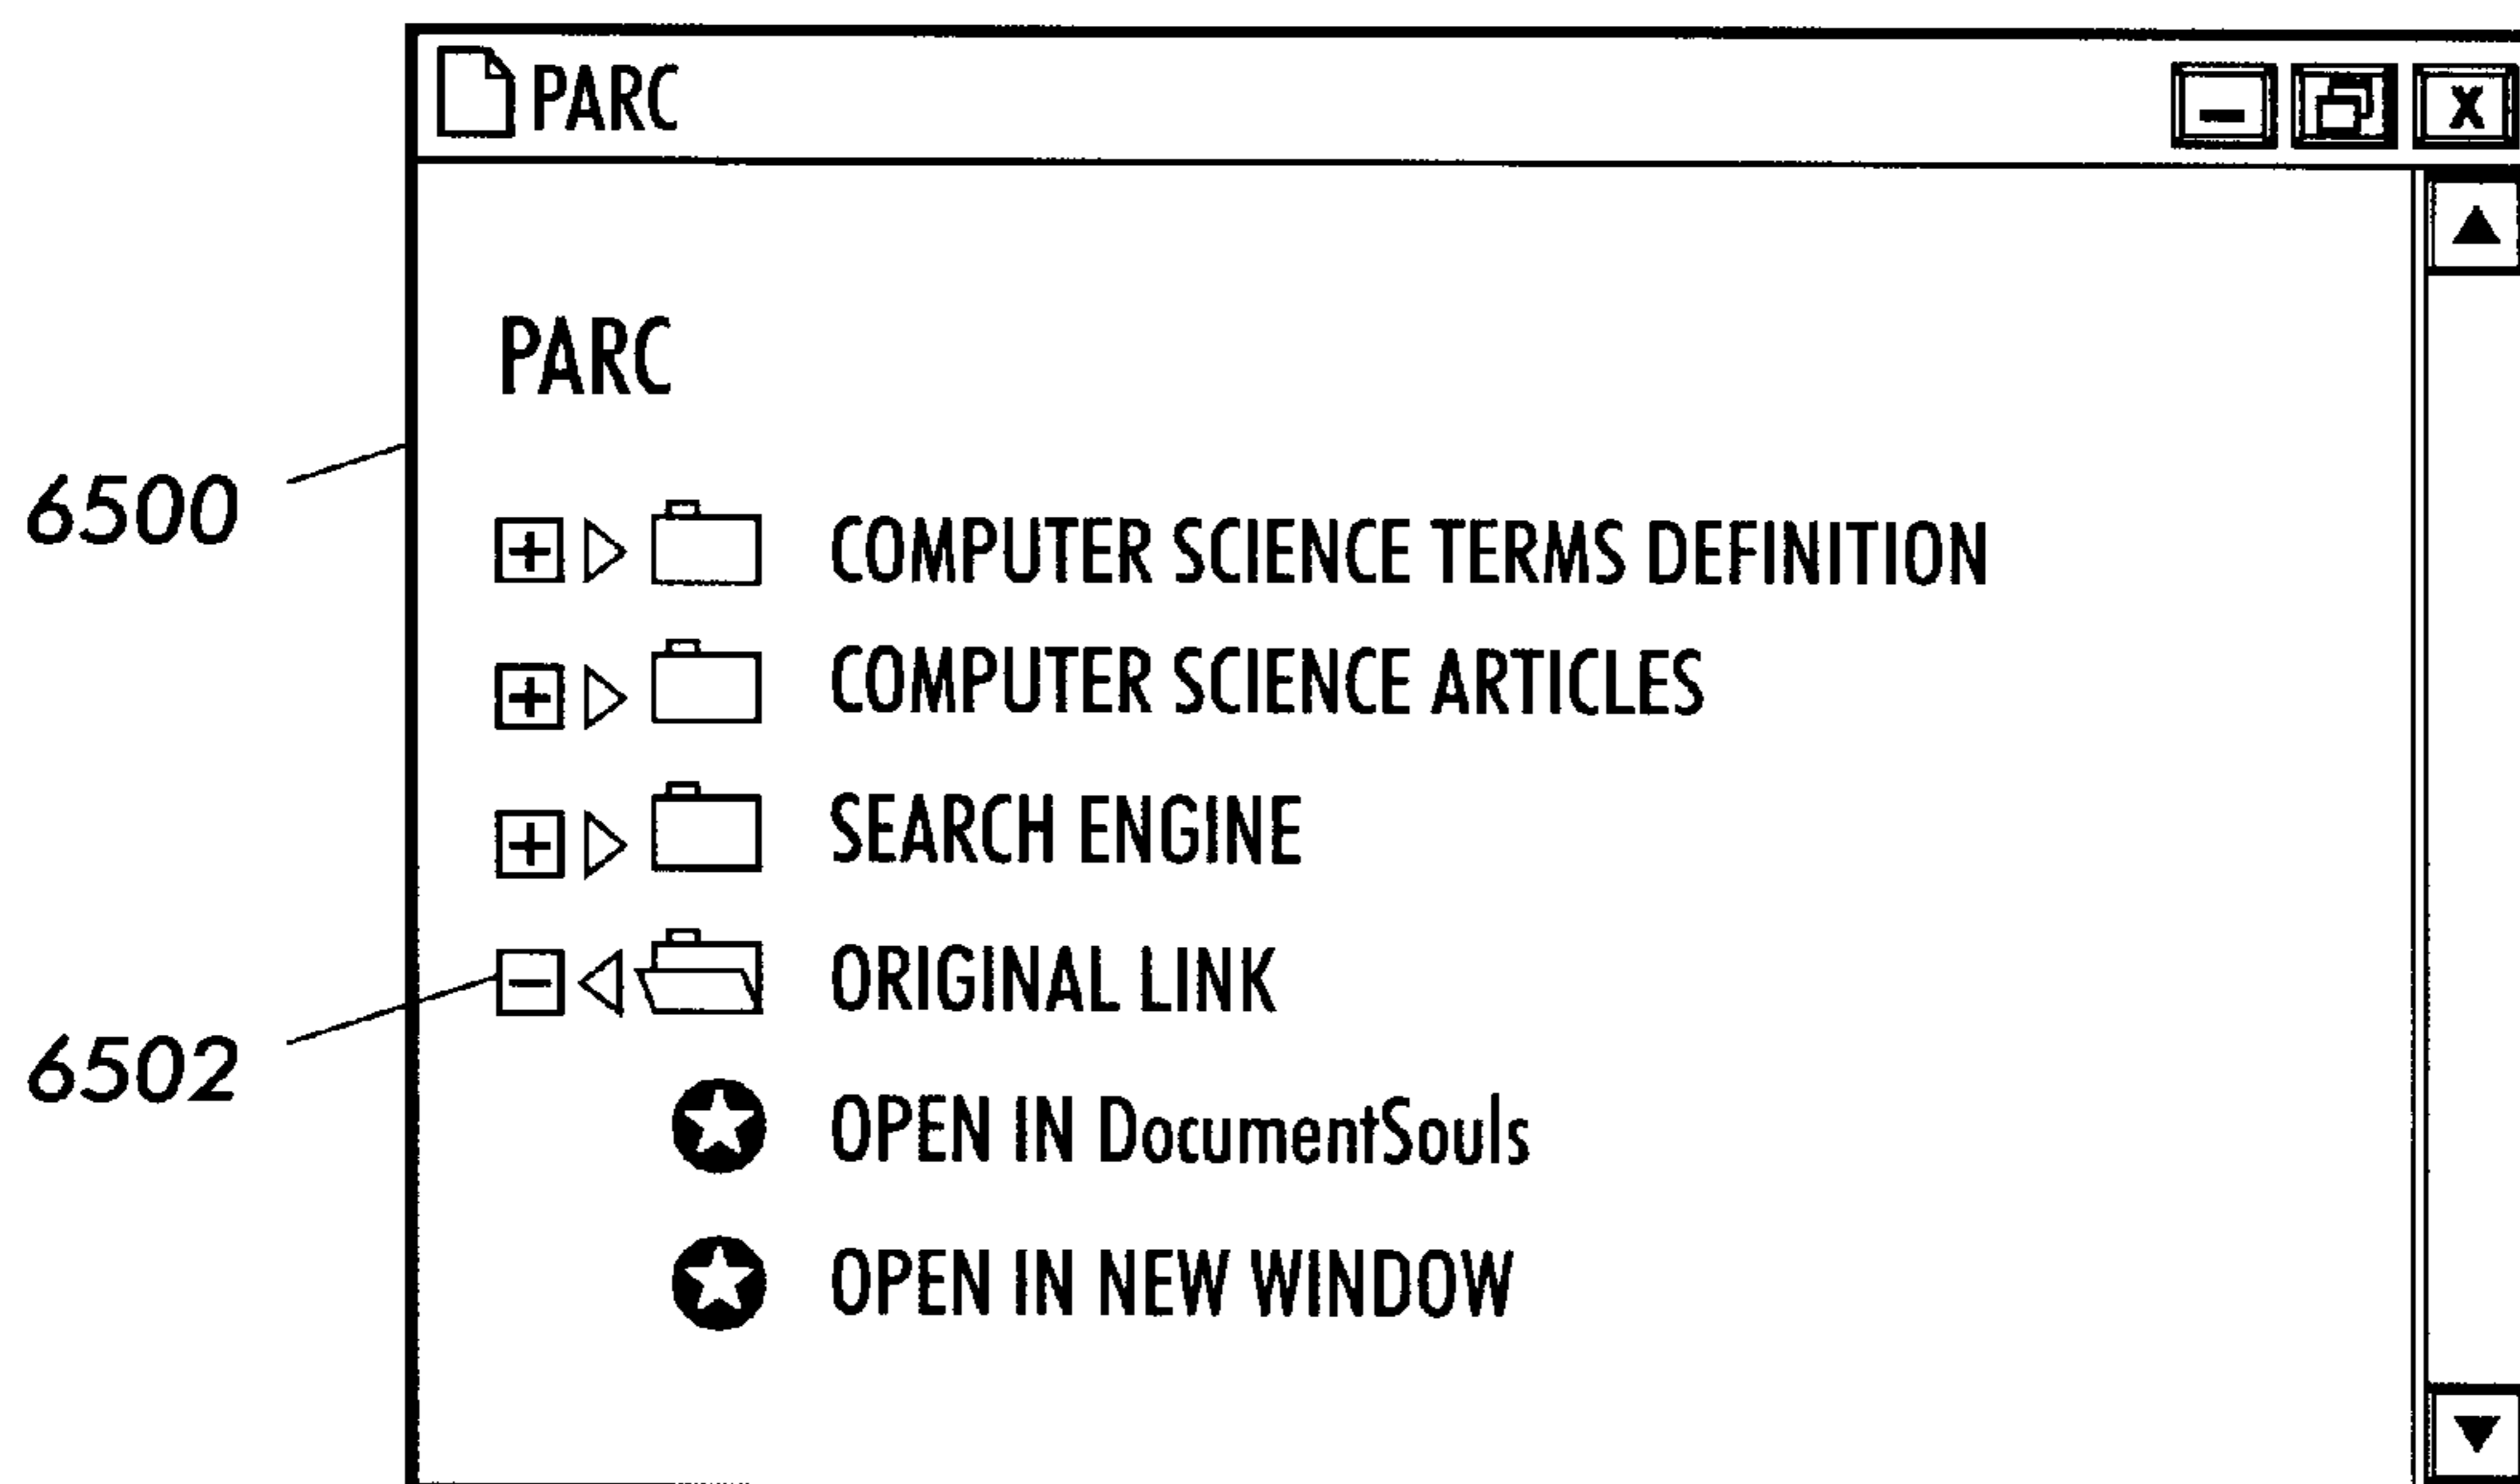 PARC
PARC
6500
COMPUTER SCIENCE TERMS DEFINITION
COMPUTER SCIENCE ARTICLES
SEARCH ENGINE
ORIGINAL LINK
6502
OPEN IN DocumentSouls
OPEN IN NEW WINDOW